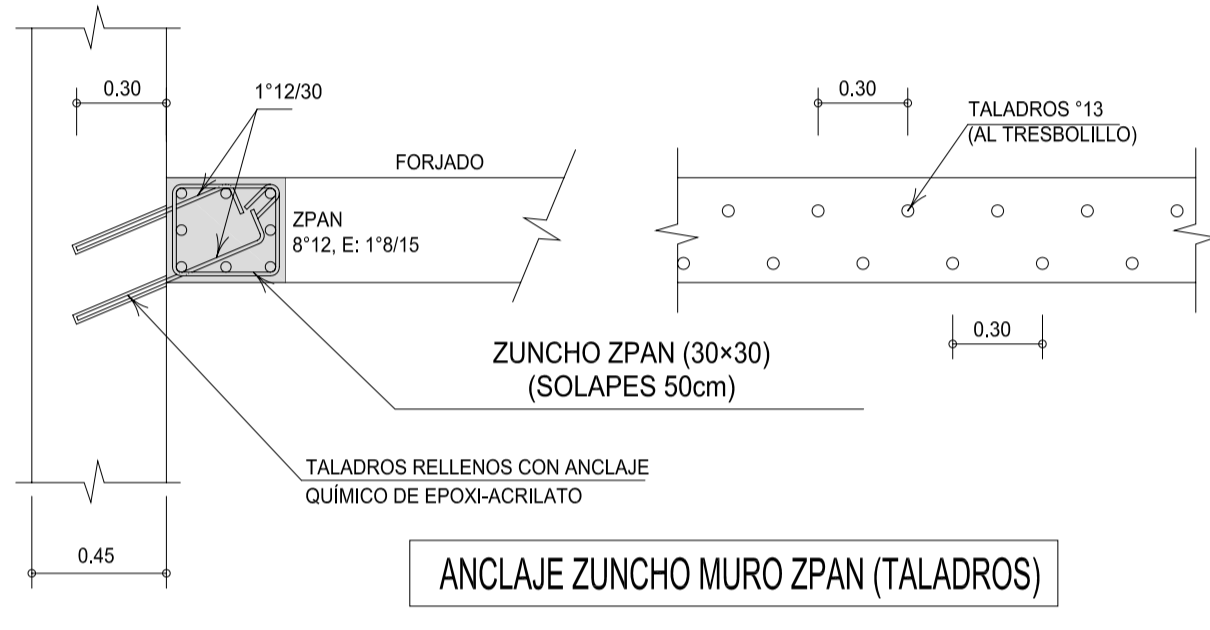 0.30
1°12/30
0.30
TALADROS °13
(AL TRESBOLILLO)
FORJADO
ZPAN
8°12, E: 1°8/15
0.30
ZUNCHO ZPAN (30×30)
(SOLAPES 50cm)
TALADROS RELLENOS CON ANCLAJE
QUÍMICO DE EPOXI-ACRILATO
0.45
ANCLAJE ZUNCHO MURO ZPAN (TALADROS)